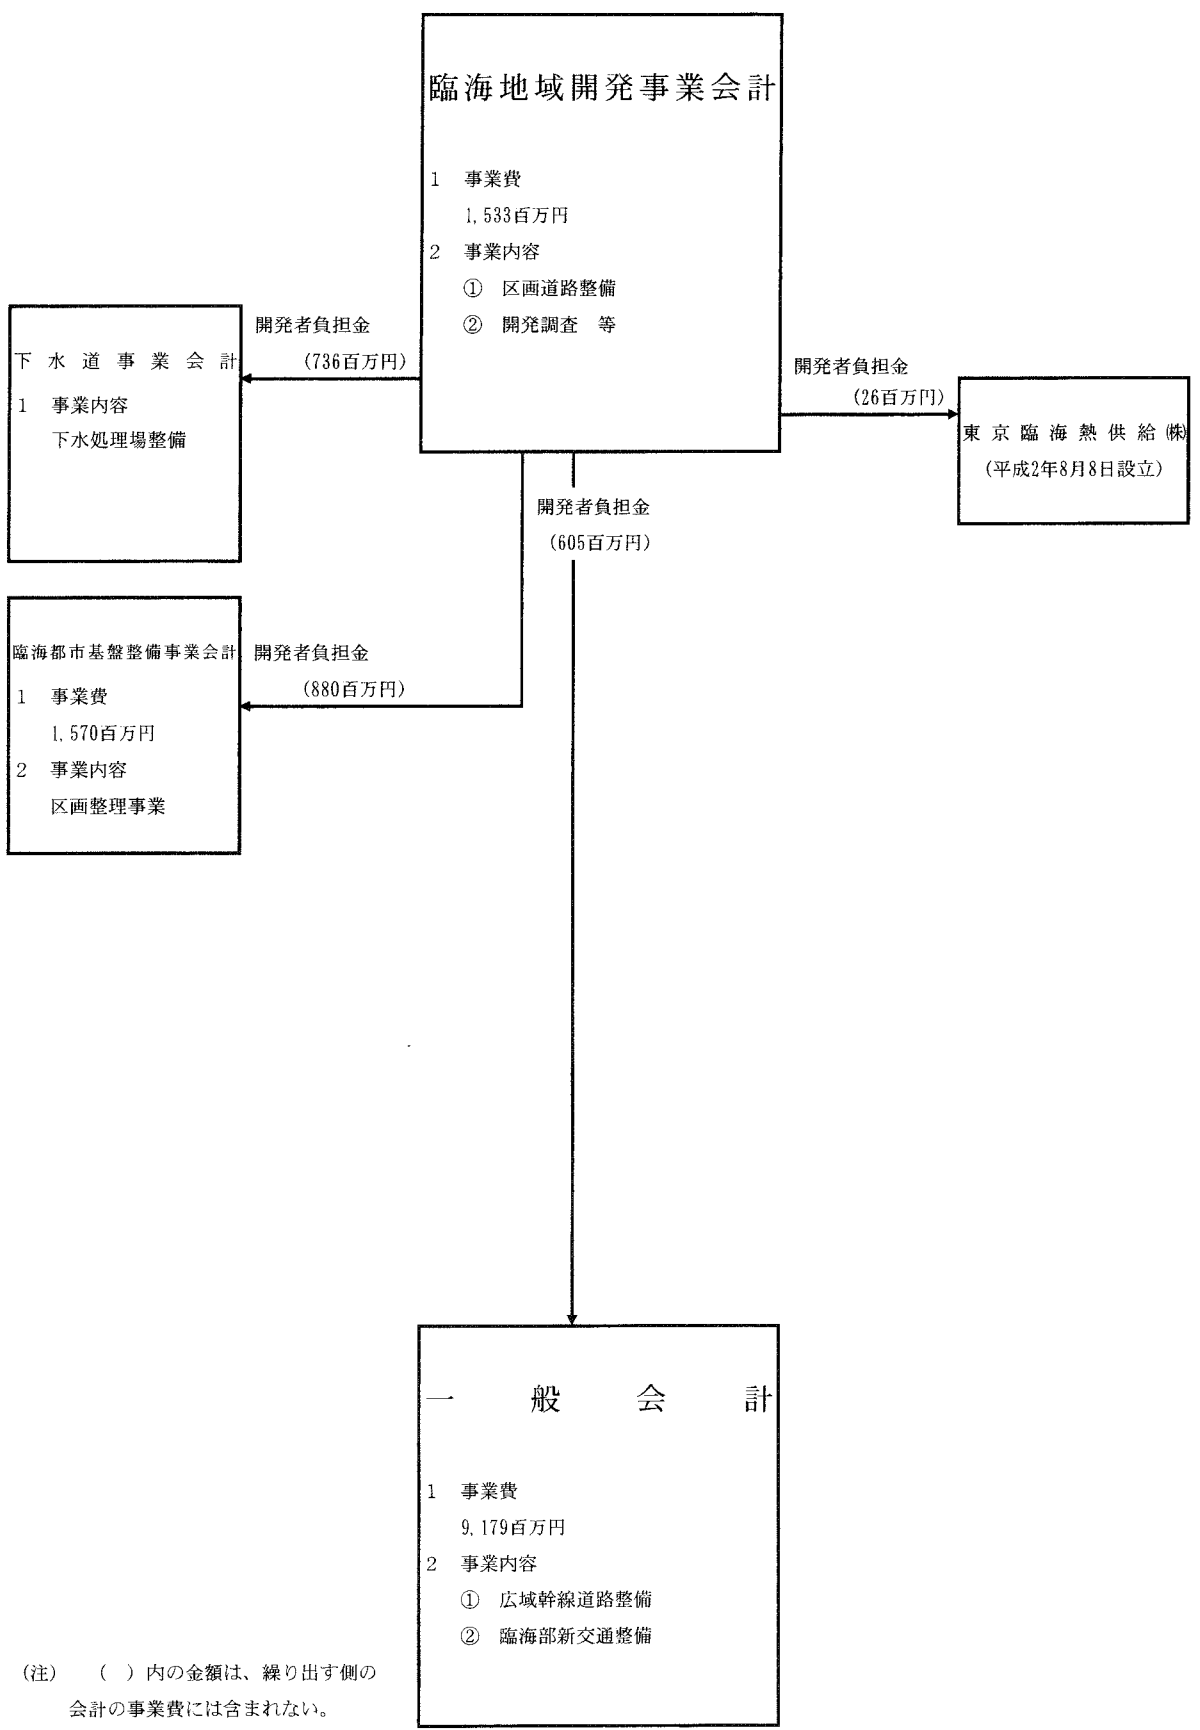 臨海地域開発事業会計
1 事業費
1,533百万円
2 事業内容
① 区画道路整備
② 開発調査 等
開発者負担金
(736百万円)
下水道事業会計
1 事業内容
下水処理場整備
開発者負担金
(26百万円)
東京臨海熱供給㈱
(平成2年8月8日設立)
開発者負担金
(605百万円)
臨海都市基盤整備事業会計
1 事業費
1,570百万円
2 事業内容
区画整理事業
開発者負担金
(880百万円)
一般会計
1 事業費
9,179百万円
2 事業内容
① 広域幹線道路整備
② 臨海部新交通整備
(注) ( )内の金額は、繰り出す側の
会計の事業費には含まれない。